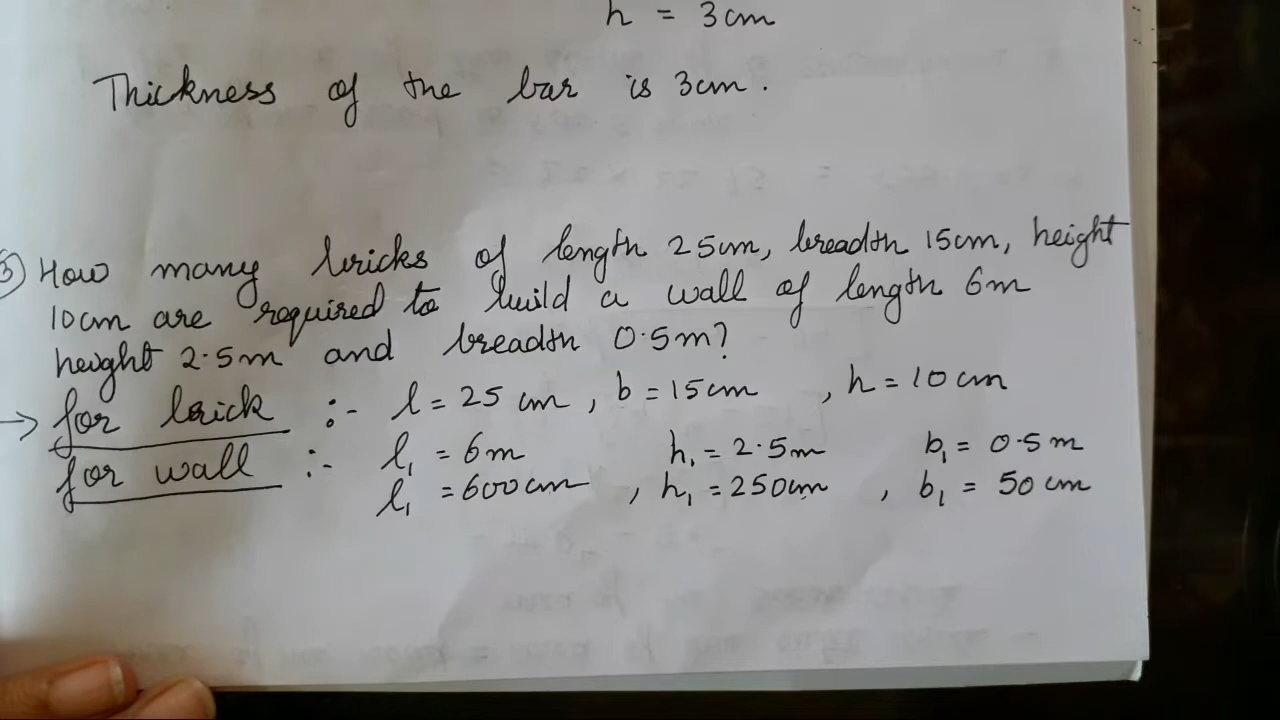 h = 3cm
Thickness of the bar is 3cm.
3) How many bricks of length 25cm, breadth 15cm, height
10cm are required to build a wall of length 6m
height 2.5m and breadth 0.5m?
→ for brick :- l = 25 cm, b = 15cm , h = 10 cm
for wall :- l₁ = 6m h₁ = 2.5m b₁ = 0.5 m
l₁ = 600cm , h₁ = 250cm , b₁ = 50 cm